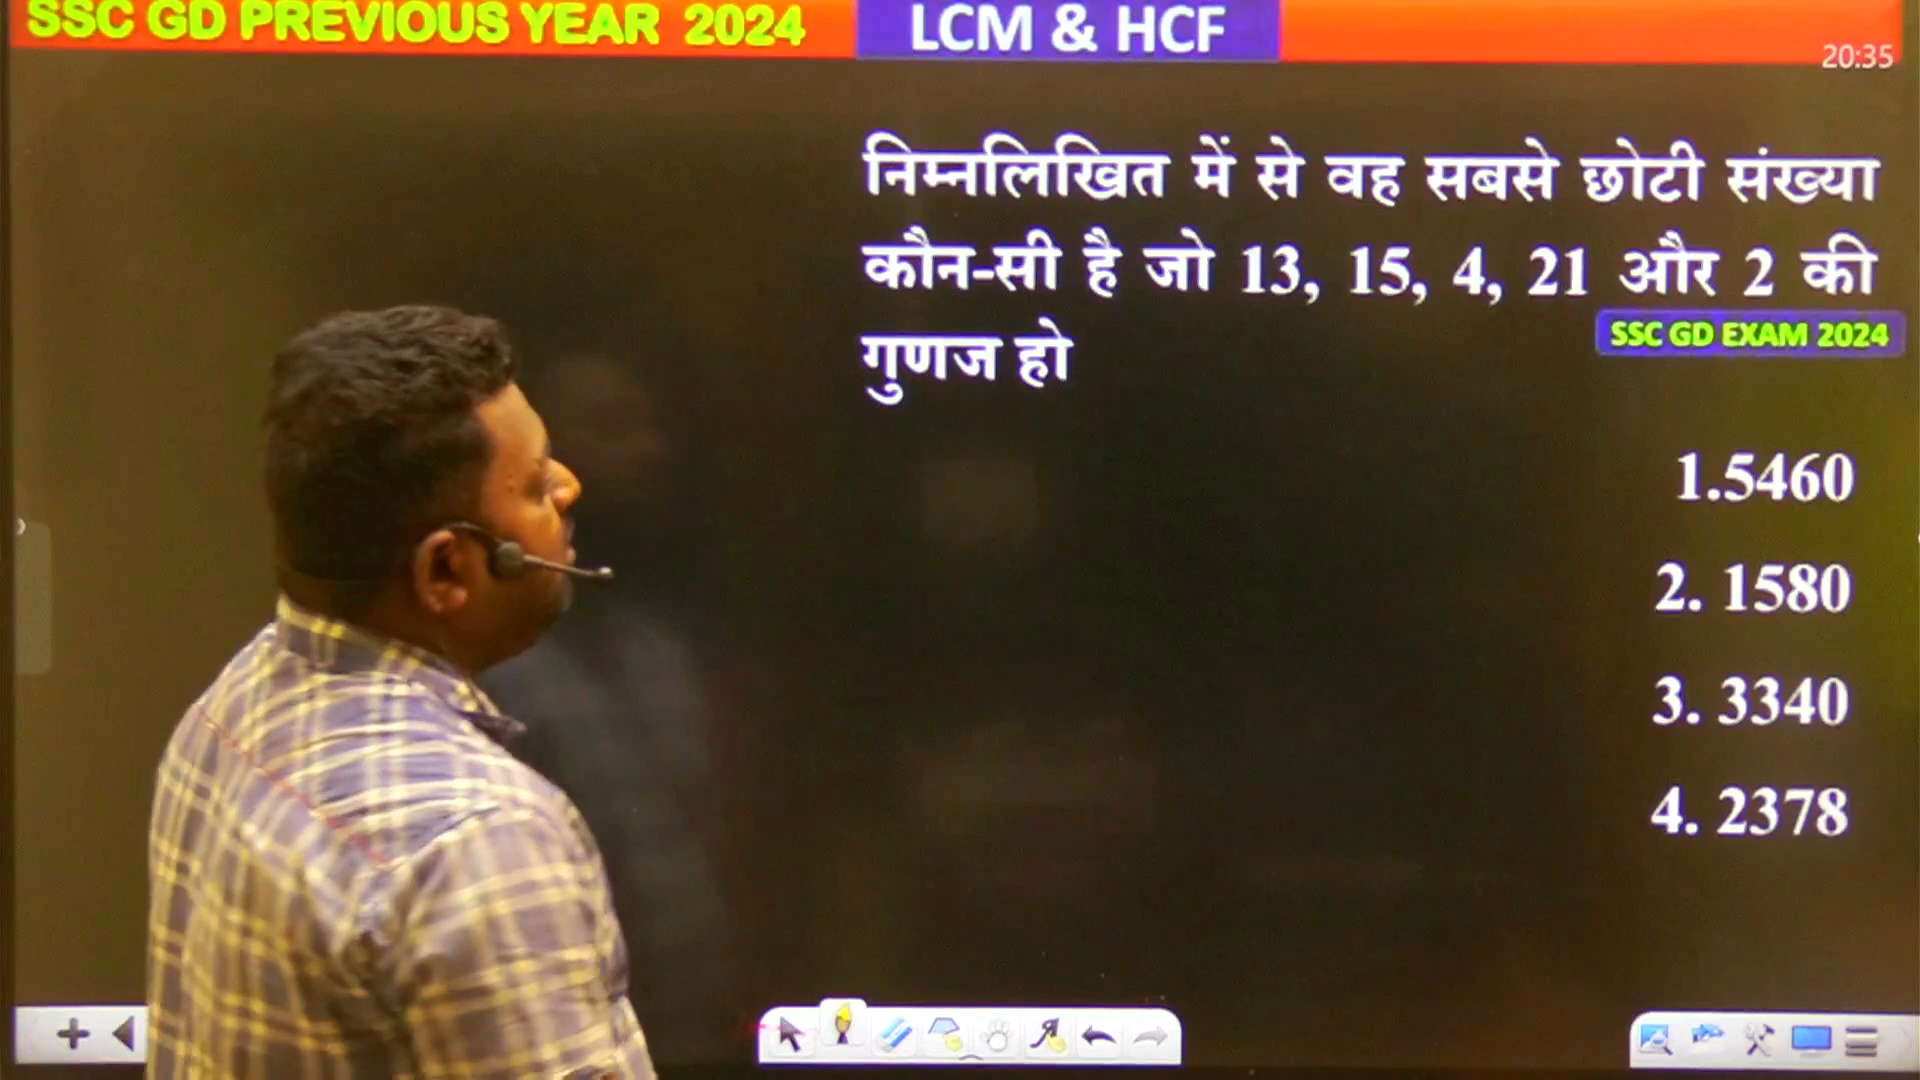 SSC GD PREVIOUS YEAR 2024
LCM & HCF
20:35
निम्नलिखित में से वह सबसे छोटी संख्या
कौन-सी है जो 13, 15, 4, 21 और 2 की
गुणज हो
SSC GD EXAM 2024
1.5460
2. 1580
3. 3340
4. 2378